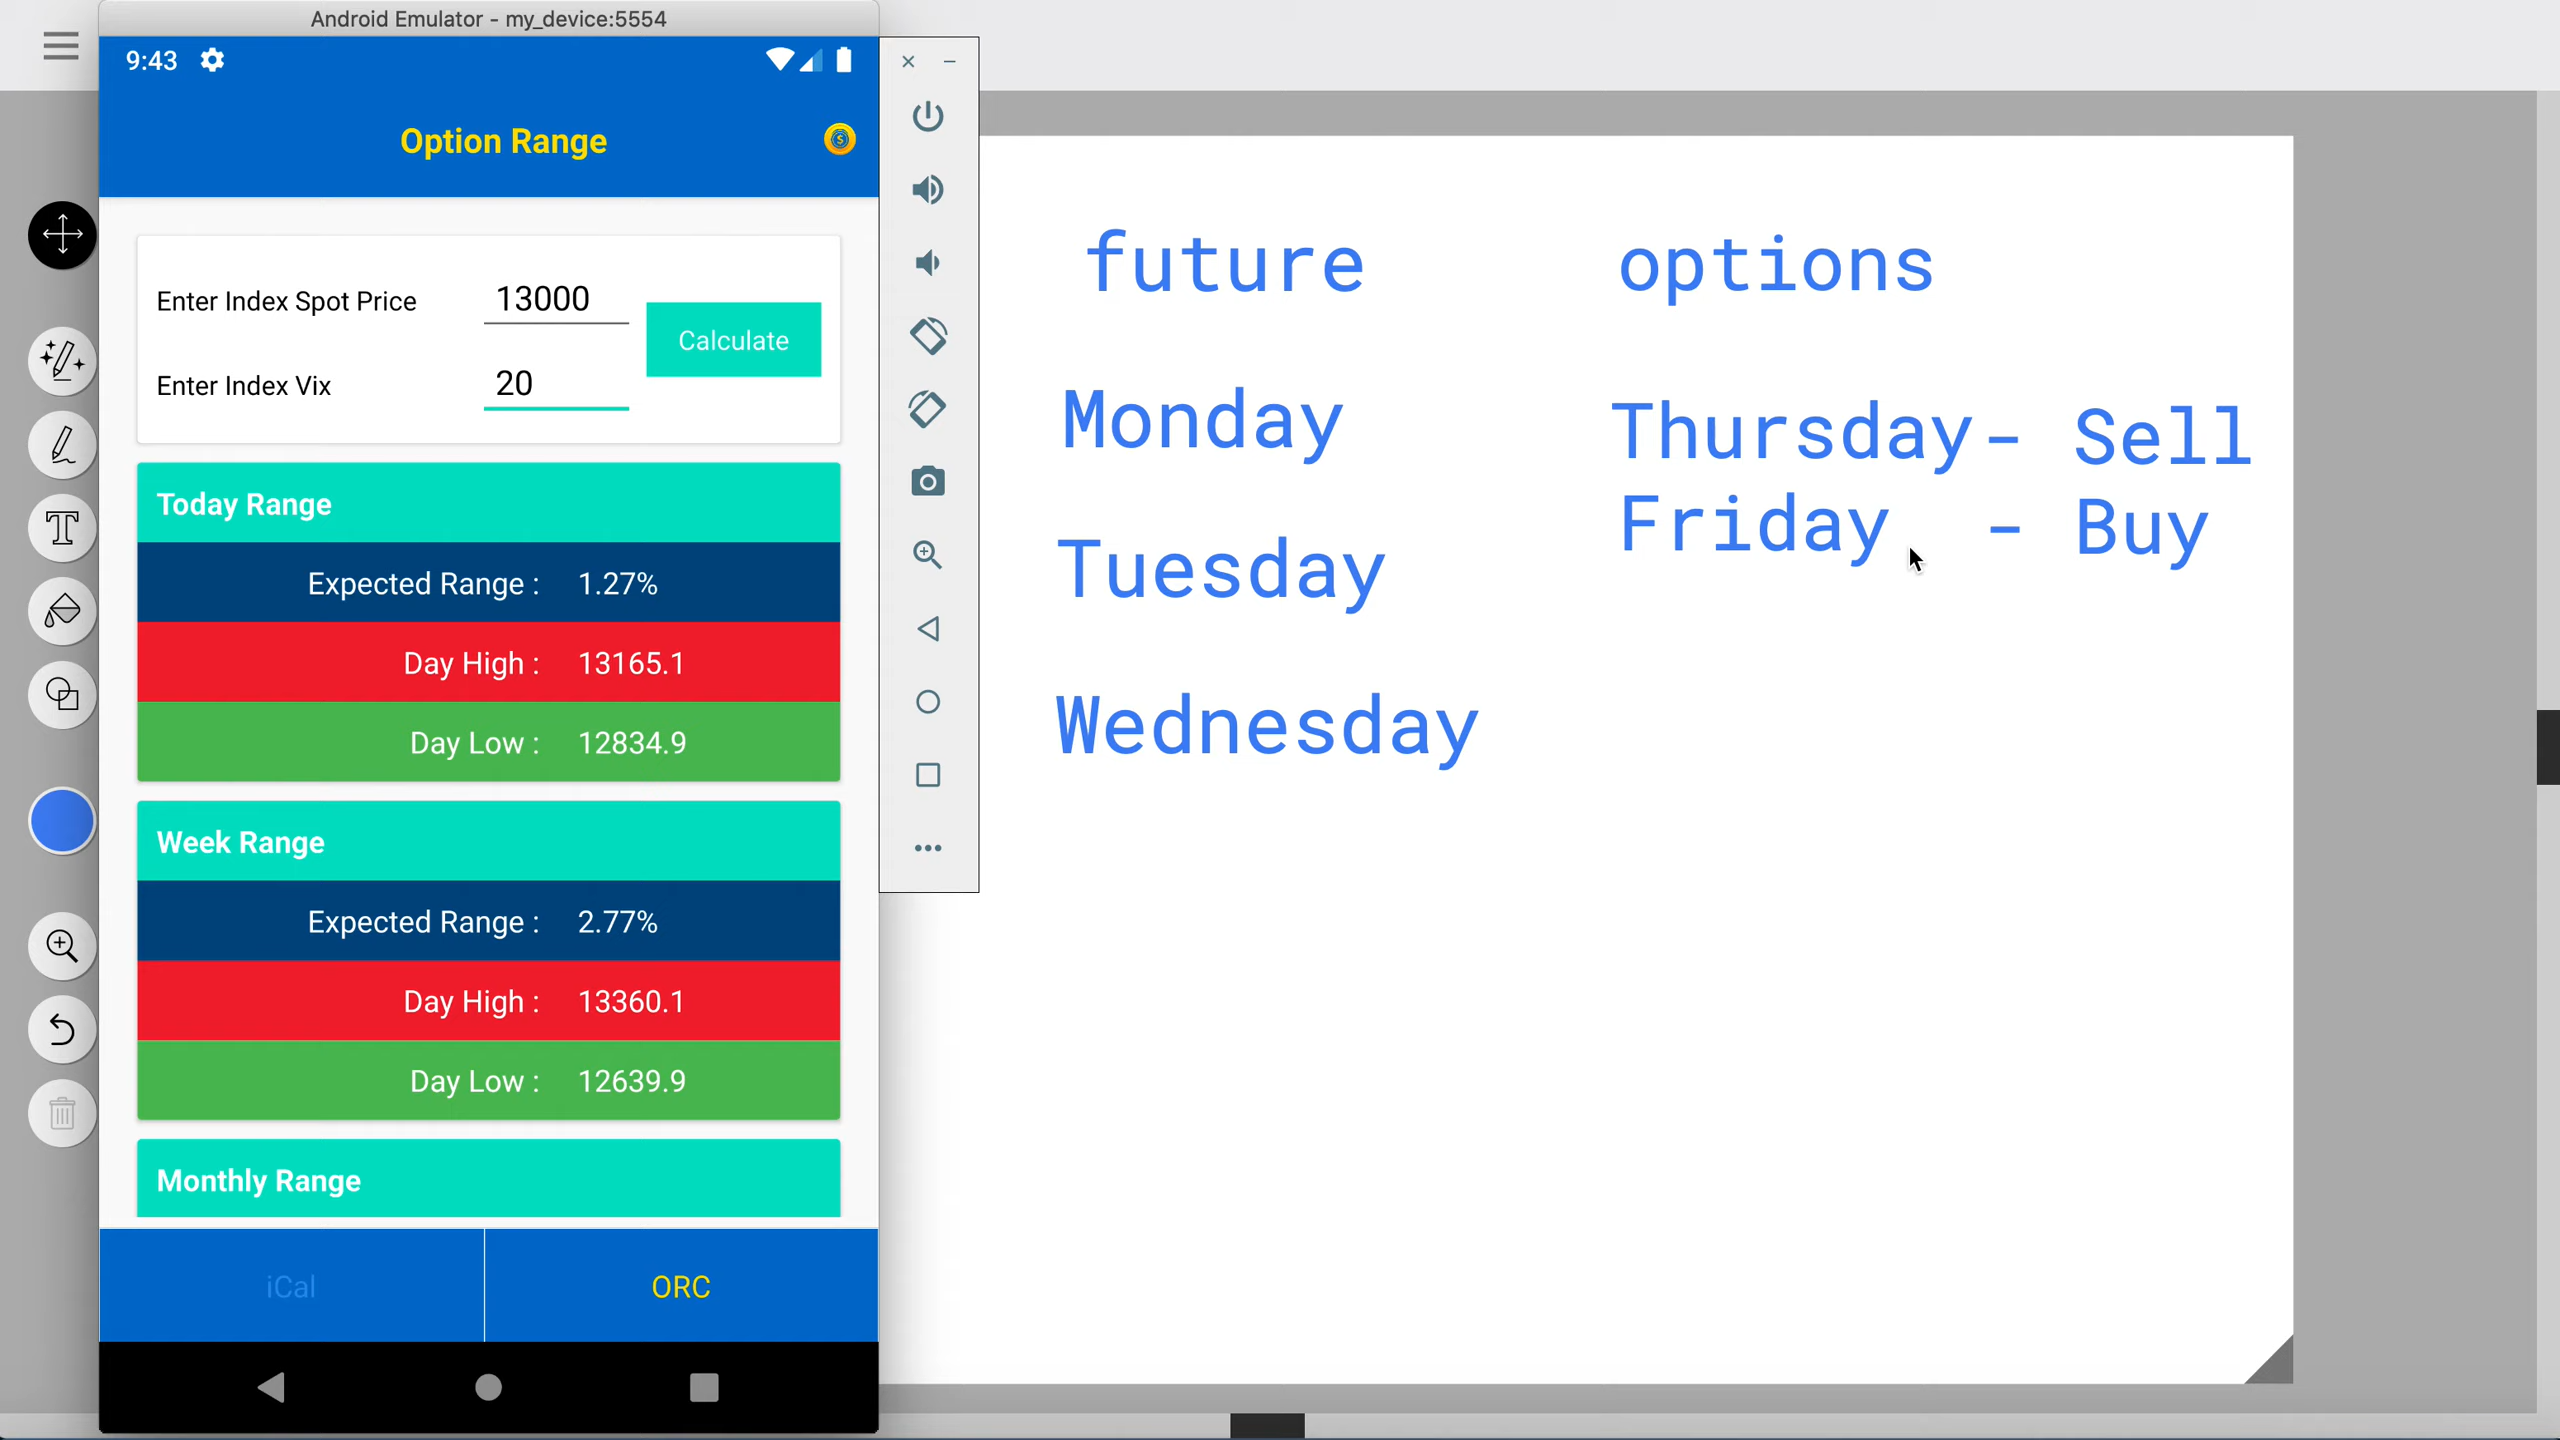 Android Emulator - my_device:5554
9:43
Option Range
Enter Index Spot Price 13000
Calculate
Enter Index Vix 20
Today Range
Expected Range : 1.27%
Day High : 13165.1
Day Low : 12834.9
Week Range
Expected Range : 2.77%
Day High : 13360.1
Day Low : 12639.9
Monthly Range
iCal ORC
future options
Monday Thursday - Sell
Friday - Buy
Tuesday
Wednesday